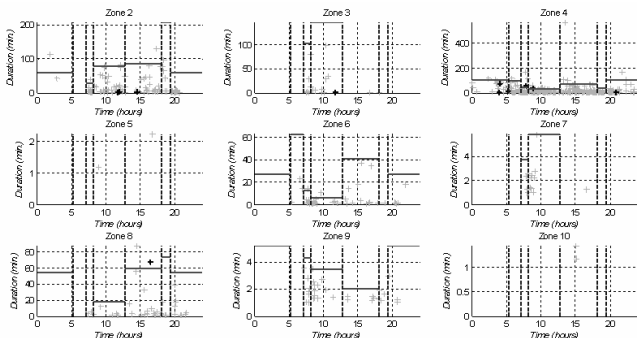 Zone 2 Zone 3 Zone 4
Duration (min.) 200 100 0
Duration (min.) 100 50 0
Duration (min.) 400 200 0
0 5 10 15 20 0 5 10 15 20 0 5 10 15 20
Time (hours) Time (hours) Time (hours)
Zone 5 Zone 6 Zone 7
Duration (min.) 2 1 0
Duration (min.) 60 40 20 0
Duration (min.) 4 2 0
0 5 10 15 20 0 5 10 15 20 0 5 10 15 20
Time (hours) Time (hours) Time (hours)
Zone 8 Zone 9 Zone 10
Duration (min.) 80 60 40 20 0
Duration (min.) 4 2 0
Duration (min.) 1 0.5 0
0 5 10 15 20 0 5 10 15 20 0 5 10 15 20
Time (hours) Time (hours) Time (hours)